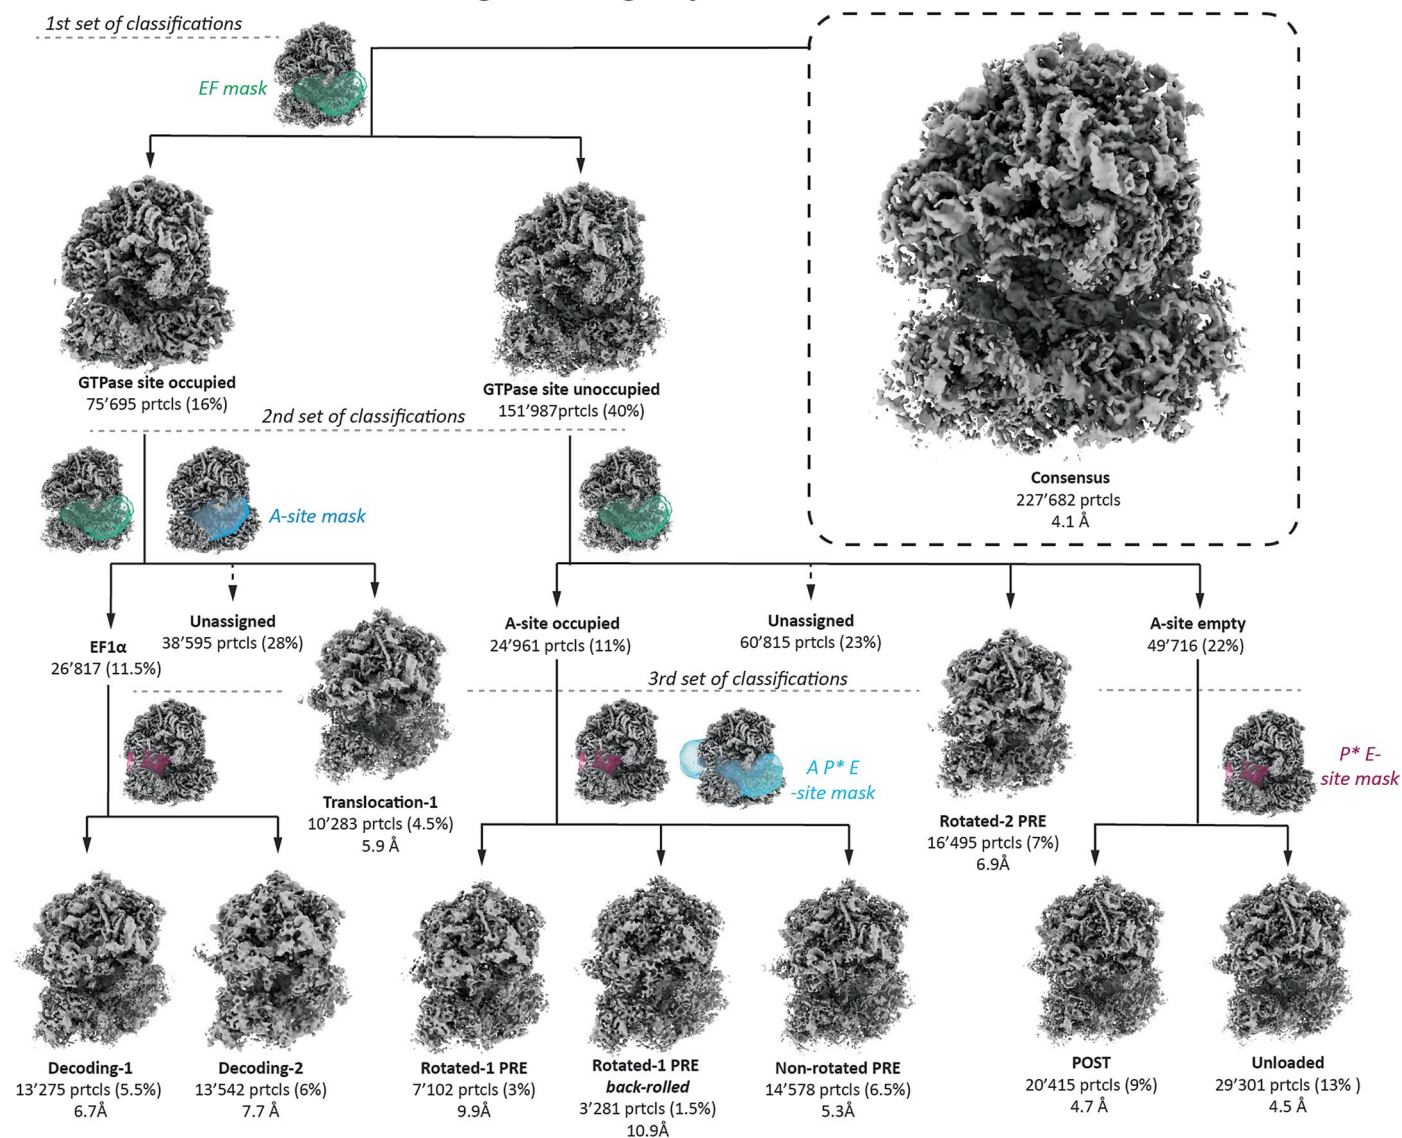 1st set of classifications
EF mask
GTPase site occupied
75’695 prtcls (16%)
GTPase site unoccupied
151’987prtcls (40%)
Consensus
227’682 prtcls
4.1 Å
2nd set of classifications
A-site mask
EF1α
26’817 (11.5%)
Unassigned
38’595 prtcls (28%)
Translocation-1
10’283 prtcls (4.5%)
5.9 Å
A-site occupied
24’961 prtcls (11%)
Unassigned
60’815 prtcls (23%)
Rotated-2 PRE
16’495 prtcls (7%)
6.9Å
A-site empty
49’716 (22%)
3rd set of classifications
A P* E
-site mask
P* E-
site mask
Decoding-1
13’275 prtcls (5.5%)
6.7Å
Decoding-2
13’542 prtcls (6%)
7.7 Å
Rotated-1 PRE
7’102 prtcls (3%)
9.9Å
Rotated-1 PRE
back-rolled
3’281 prtcls (1.5%)
10.9Å
Non-rotated PRE
14’578 prtcls (6.5%)
5.3Å
POST
20’415 prtcls (9%)
4.7 Å
Unloaded
29’301 prtcls (13% )
4.5 Å